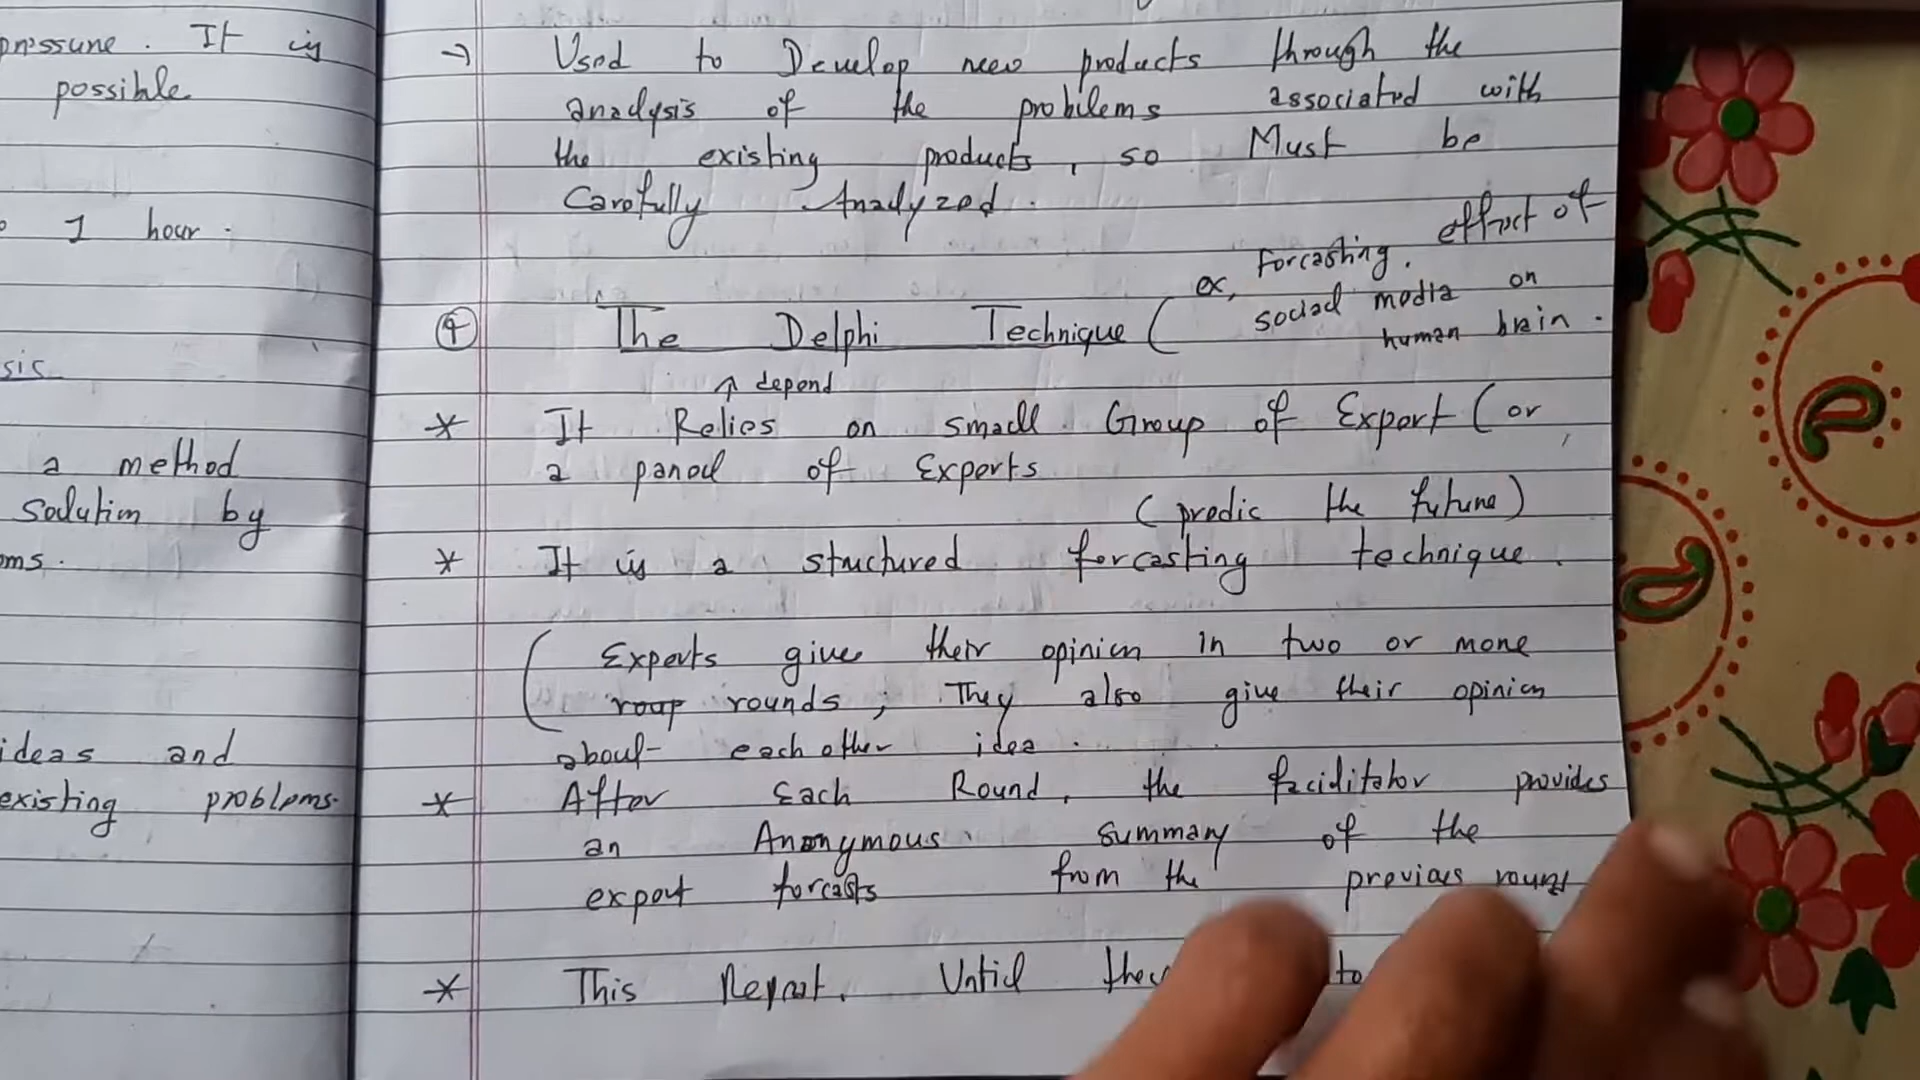 pressure. It is
possible
1 hour.
sis
a method
solution by
ms.
ideas and
existing problems.
→ Used to Develop new products through the
analysis of the problems associated with
the existing products, so Must be
Carefully Analyzed.
④ The Delphi Technique (ex, Forcasting. effect of
social media on
human brain.
↗ depend
* It Relies on small Group of Expert (or
a panel of Experts
(predic the future)
* It is a structured forcasting technique.
(Experts give their opinion in two or more
roup rounds; They also give their opinion
about each other idea.
* After Each Round, the facilitator provides
an Anonymous summary of the
expert forcasts from the previous round
* This Repeat. Until they to